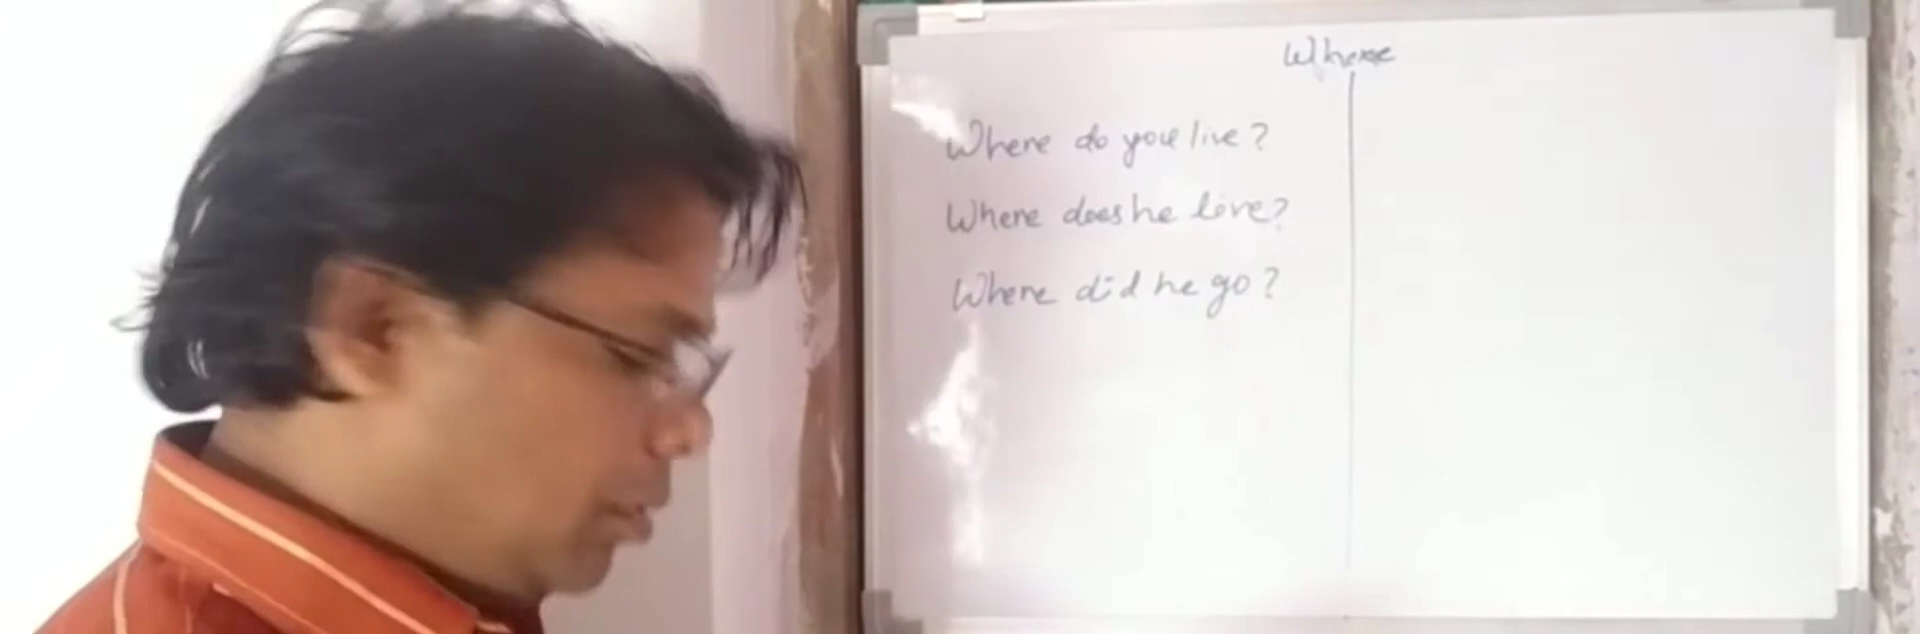 Where
Where do you live?
Where does he live?
Where did he go?